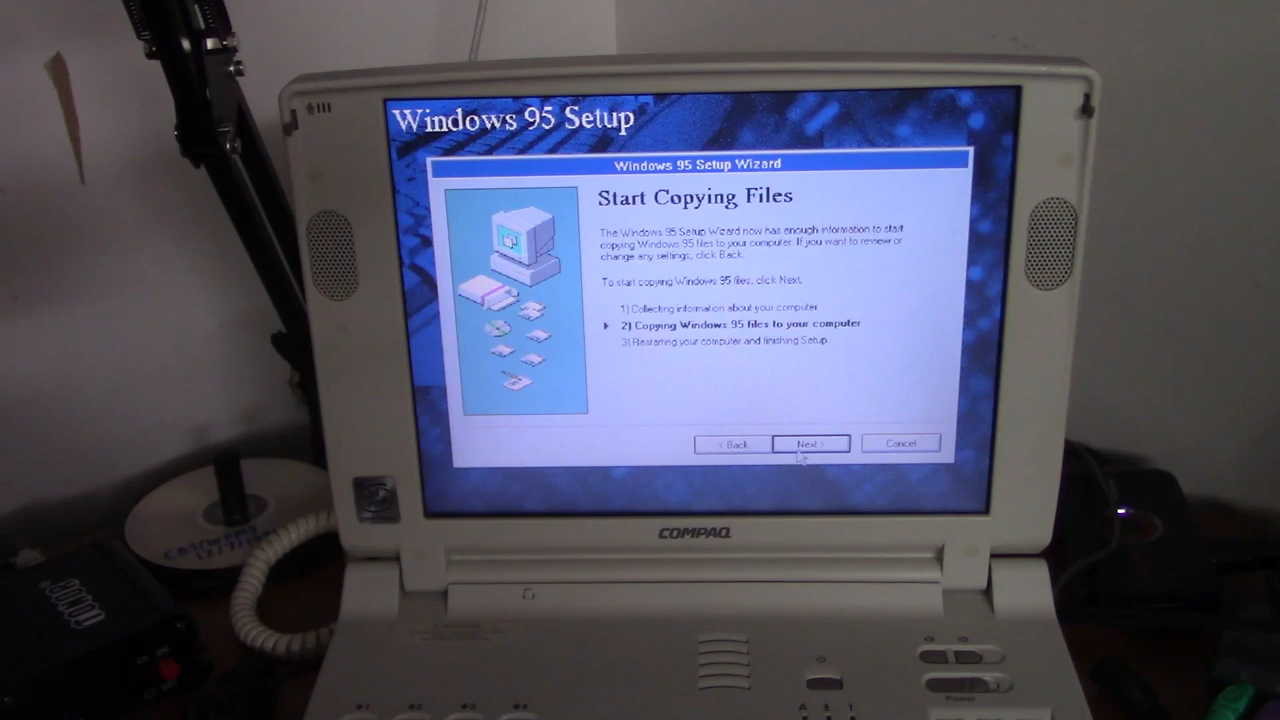 Windows 95 Setup
Windows 95 Setup Wizard
Start Copying Files
The Windows 95 Setup Wizard now has enough information to start
copying Windows 95 files to your computer. If you want to review or
change any settings, click Back.
To start copying Windows 95 files, click Next.
1) Collecting information about your computer
2) Copying Windows 95 files to your computer
3) Restarting your computer and finishing Setup
< Back
Next >
Cancel
COMPAQ
Power
A
1